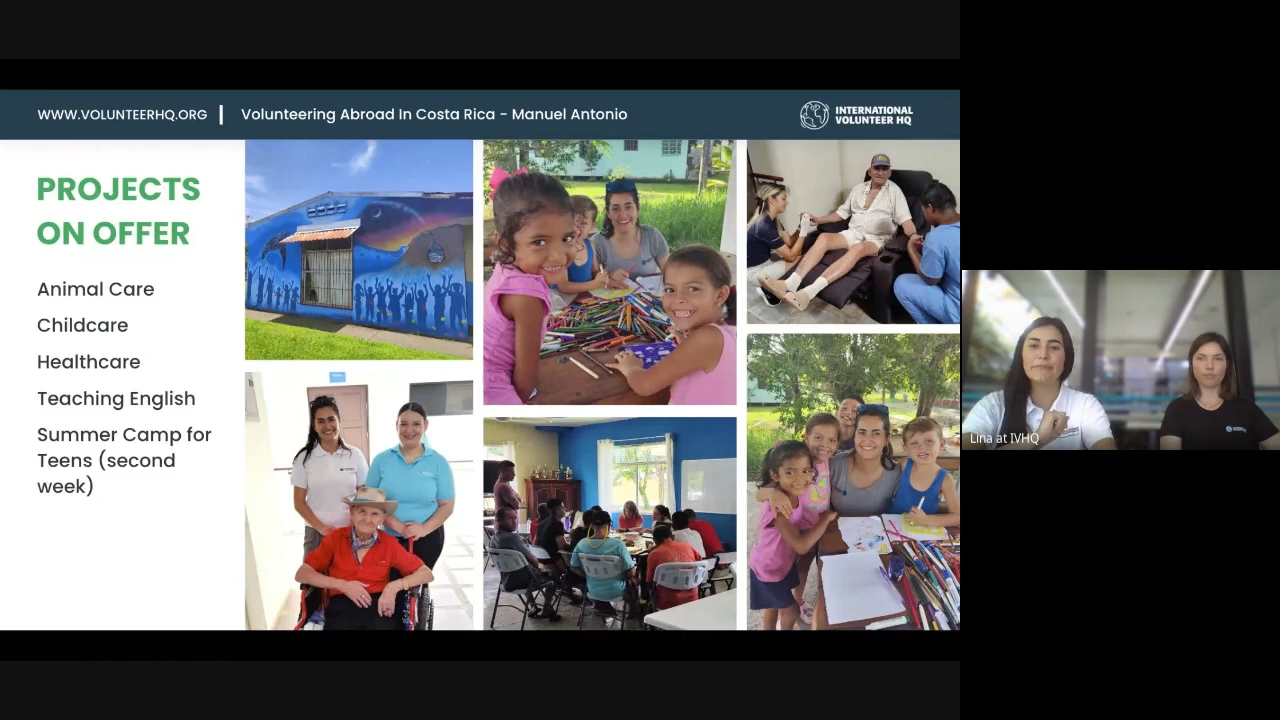 WWW.VOLUNTEERHQ.ORG | Volunteering Abroad In Costa Rica - Manuel Antonio
INTERNATIONAL
VOLUNTEER HQ
PROJECTS
ON OFFER
Animal Care
Childcare
Healthcare
Teaching English
Summer Camp for
Teens (second
week)
Lina at IVHQ